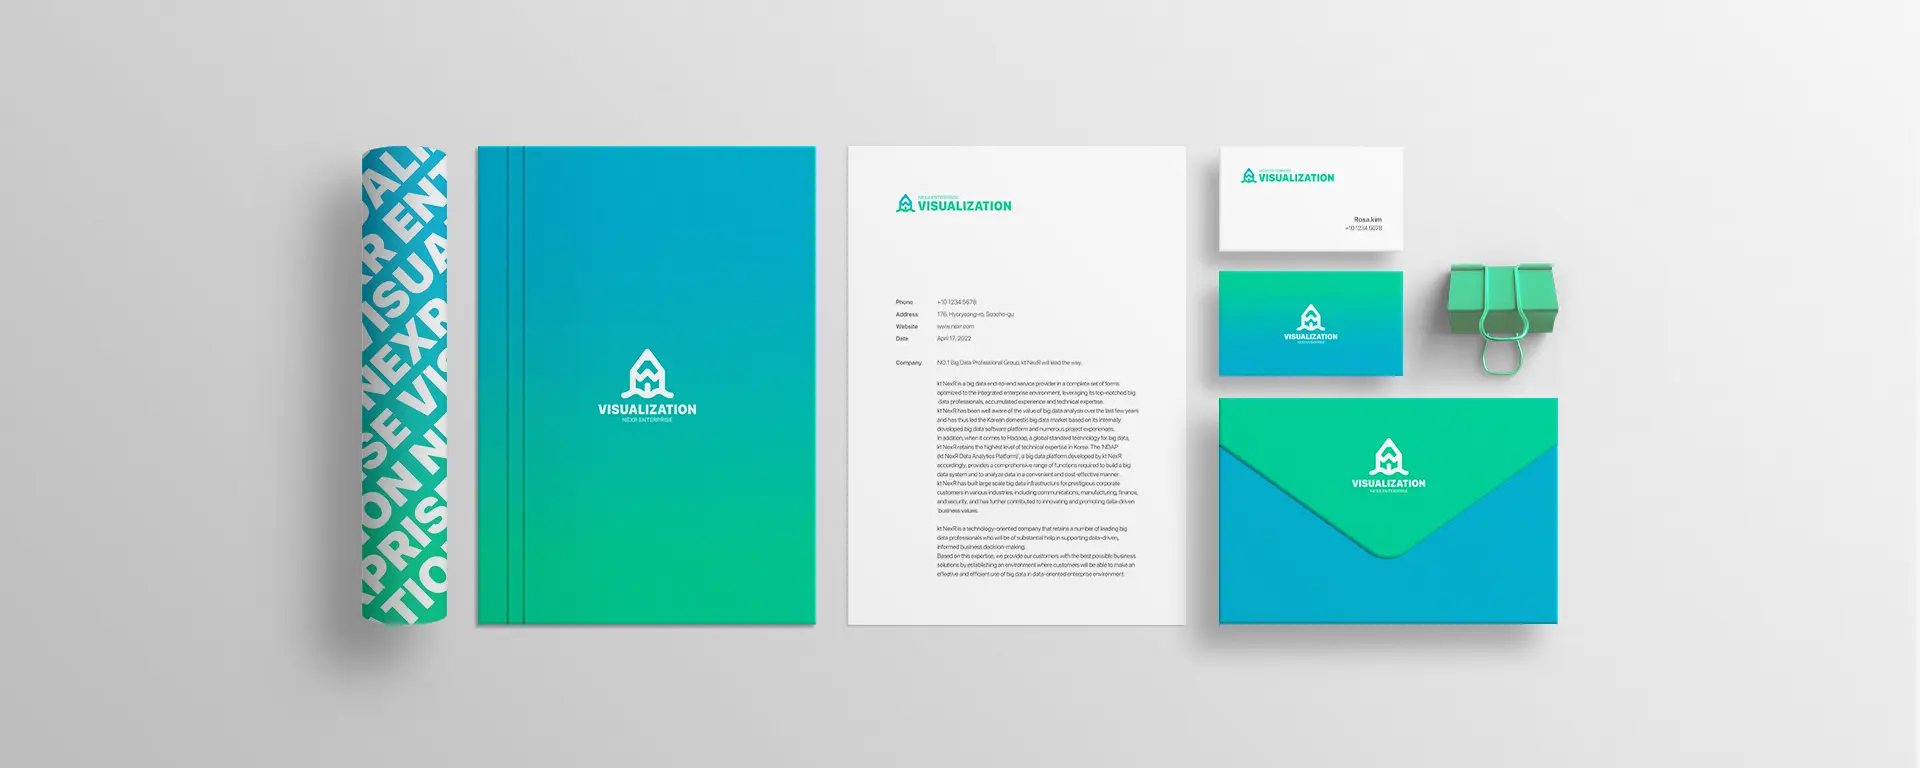 ALI
R ENT
VISUA
NEXR
SE VIS
ON N
PRIS
TIO
VISUALIZATION
NEXR ENTERPRISE
NEXR ENTERPRISE
VISUALIZATION
Phone +10 1234 5678
Address 176, Hyoryeong-ro, Seocho-gu
Website www.nexr.com
Date April 17, 2022
Company NO.1 Big Data Professional Group, kt NexR will lead the way.
kt NexR is a big data end-to-end service provider in a complete set of forms
optimized to the integrated enterprise environment, leveraging its top-notched big
data professionals, accumulated experience and technical expertise.
kt NexR has been well aware of the value of big data analysis over the last few years
and has thus led the Korean domestic big data market based on its internally
developed big data software platform and numerous project experiences.
In addition, when it comes to Hadoop, a global standard technology for big data,
kt NexR retains the highest level of technical expertise in Korea. The 'NDAP
(kt NexR Data Analytics Platform)', a big data platform developed by kt NexR
accordingly, provides a comprehensive range of functions required to build a big
data system and to analyze data in a convenient and cost-effective manner.
kt NexR has built large scale big data infrastructure for prestigious corporate
customers in various industries, including communications, manufacturing, finance,
and security, and has further contributed to innovating and promoting data-driven
business values.
kt NexR is a technology-oriented company that retains a number of leading big
data professionals who will be of substantial help in supporting data-driven,
informed business decision-making.
Based on this expertise, we provide our customers with the best possible business
solutions by establishing an environment where customers will be able to make an
effective and efficient use of big data in data-oriented enterprise environment.
NEXR ENTERPRISE
VISUALIZATION
Rosa.kim
+10 1234.5678
VISUALIZATION
NEXR ENTERPRISE
VISUALIZATION
NEXR ENTERPRISE